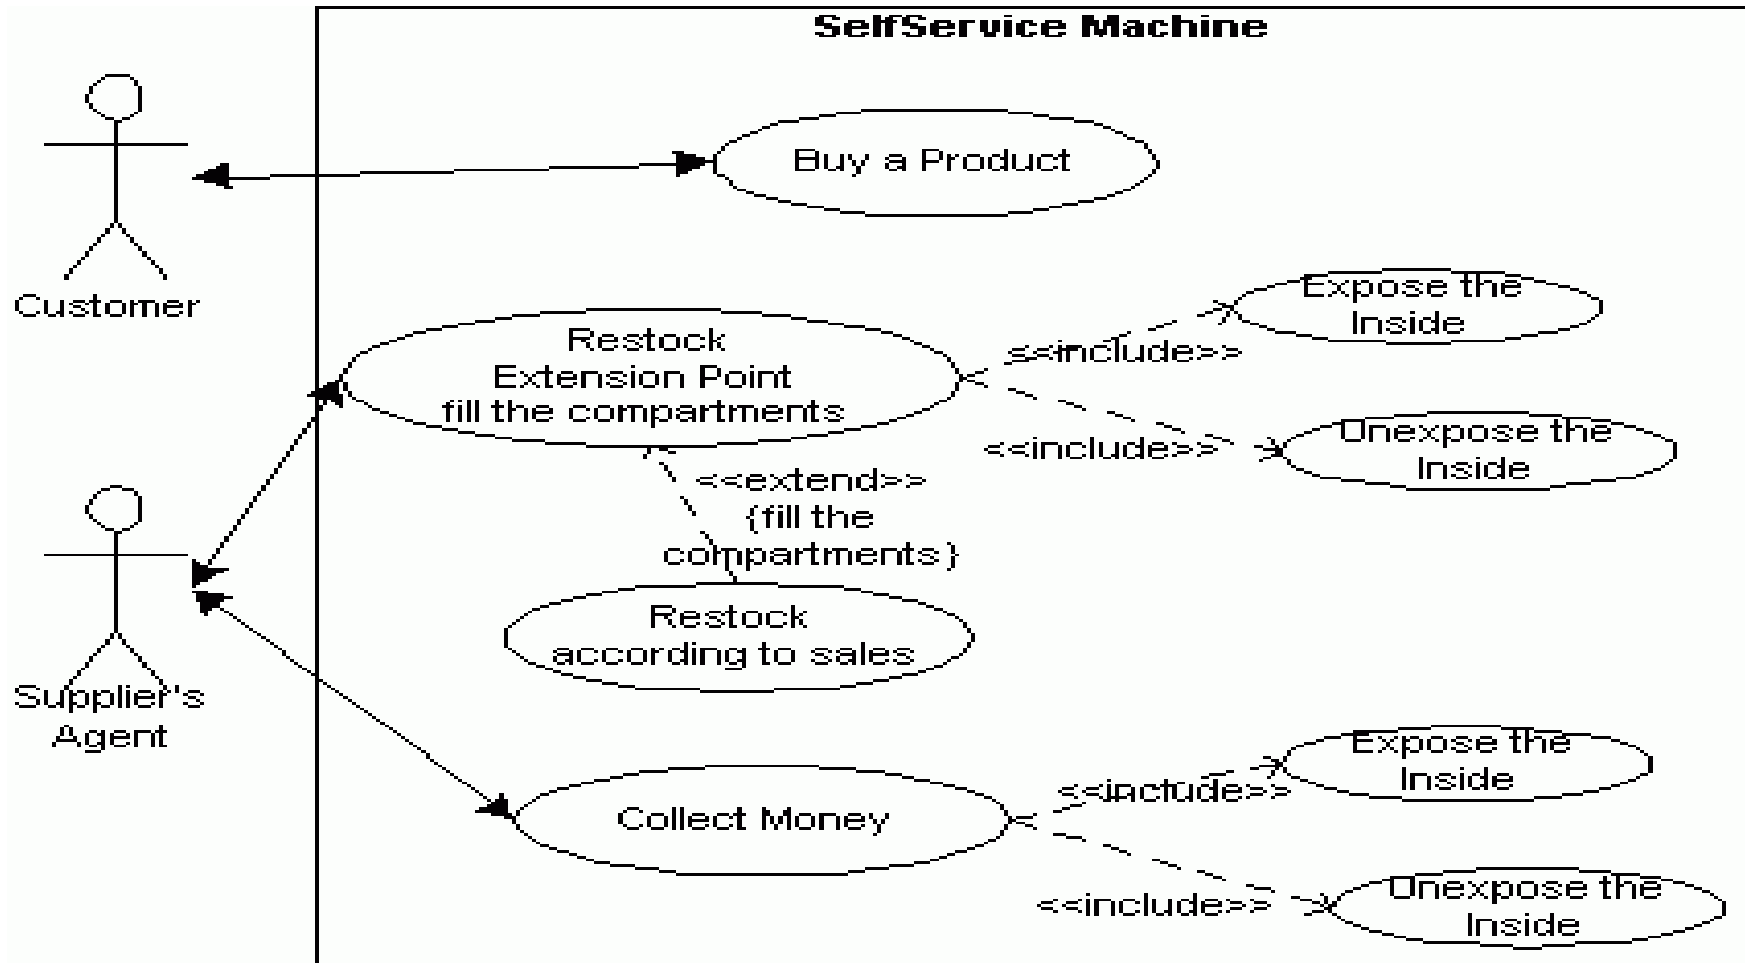 SelfService Machine
Buy a Product
Customer
Expose the
Inside
Restock
Extension Point
fill the compartments
<<include>>
<<include>>
Unexpose the
Inside
<<extend>>
{fill the
compartments}
Restock
according to sales
Supplier's
Agent
Expose the
Inside
<<include>>
Collect Money
<<include>>
Unexpose the
Inside